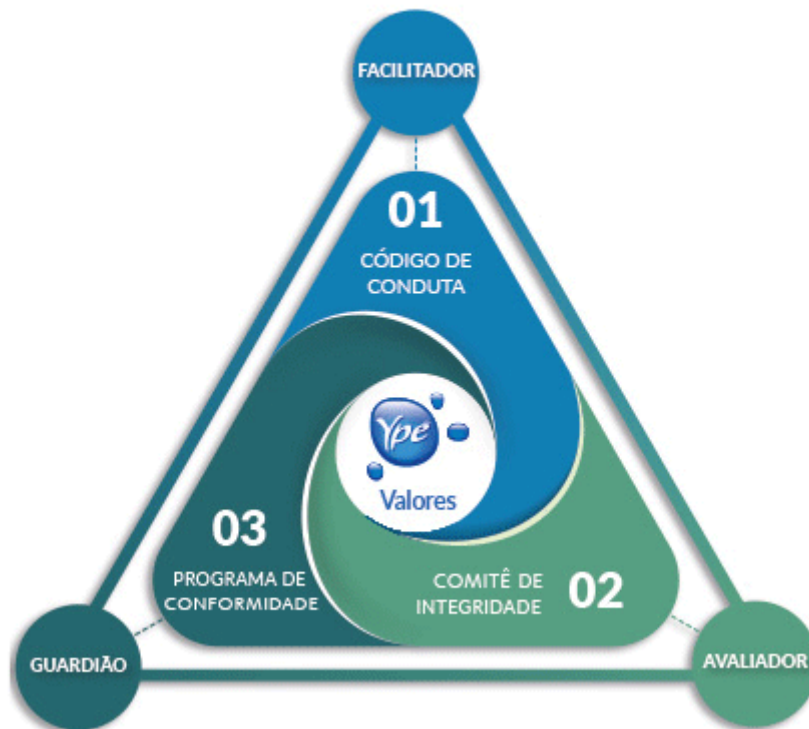 FACILITADOR
01
CÓDIGO DE
CONDUTA
Ype
Valores
03
PROGRAMA DE
CONFORMIDADE
COMITÊ DE
INTEGRIDADE
02
GUARDIÃO
AVALIADOR